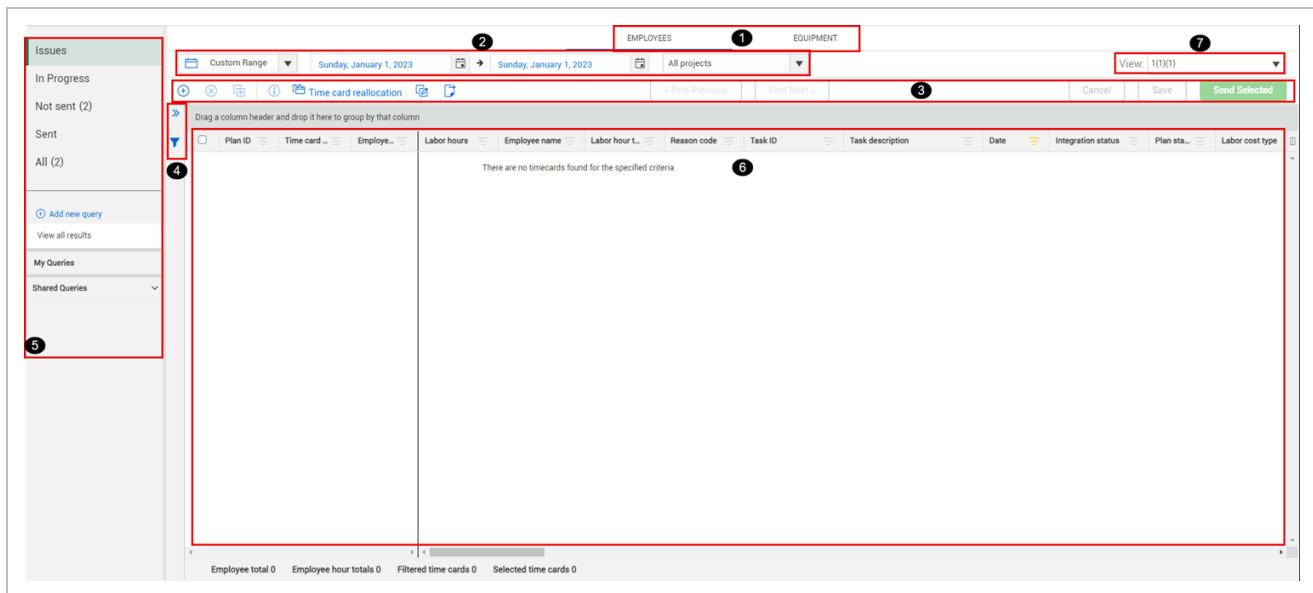 EMPLOYEES 1 EQUIPMENT
2
7
Issues
In Progress
Not sent (2)
Sent
All (2)
Add new query
View all results
My Queries
Shared Queries
5
Custom Range Sunday, January 1, 2023 Sunday, January 1, 2023 All projects
View: 1(1)(1)
Time card reallocation « Find Previous Find Next » 3 Cancel Save Send Selected
Drag a column header and drop it here to group by that column
4
Plan ID Time card ... Employe... Labor hours Employee name Labor hour t... Reason code Task ID Task description Date Integration status Plan sta... Labor cost type
There are no timecards found for the specified criteria 6
Employee total 0 Employee hour totals 0 Filtered time cards 0 Selected time cards 0